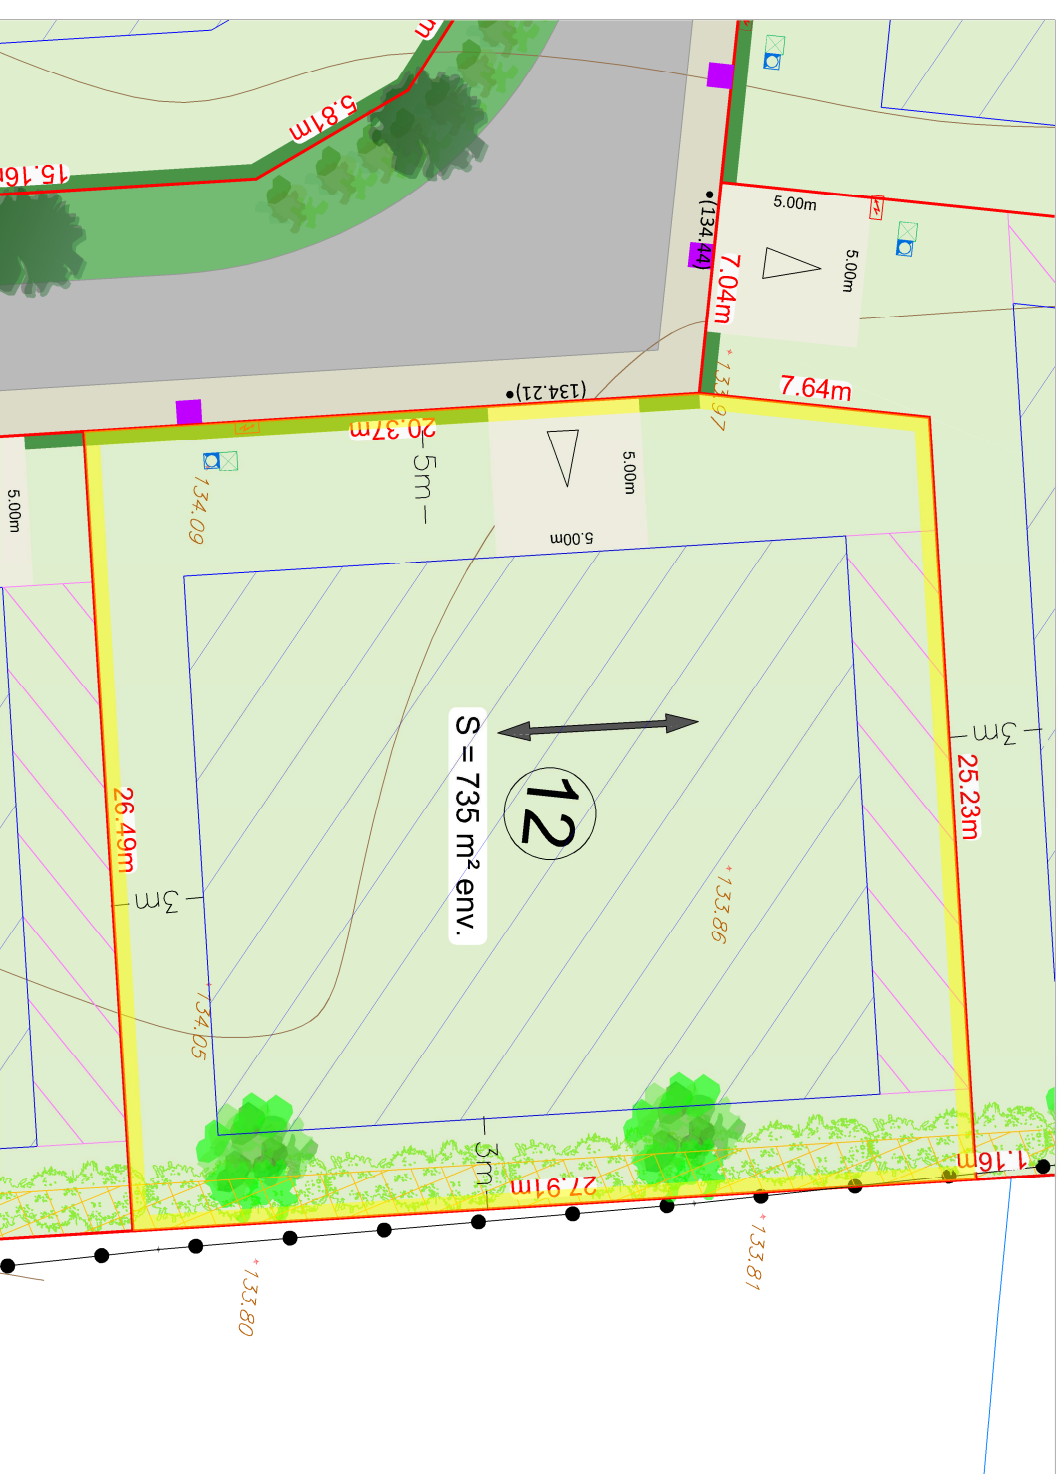 m
5.81m
15.16m
5.00m
5.00m
(134.44)
7.04m
133.97
7.64m
(134.21)
20.37m
5m
5.00m
5.00m
5.00m
134.09
12
S = 735 m² env.
3m
25.23m
26.49m
3m
133.86
134.05
3m
27.91m
1.16m
133.81
133.80